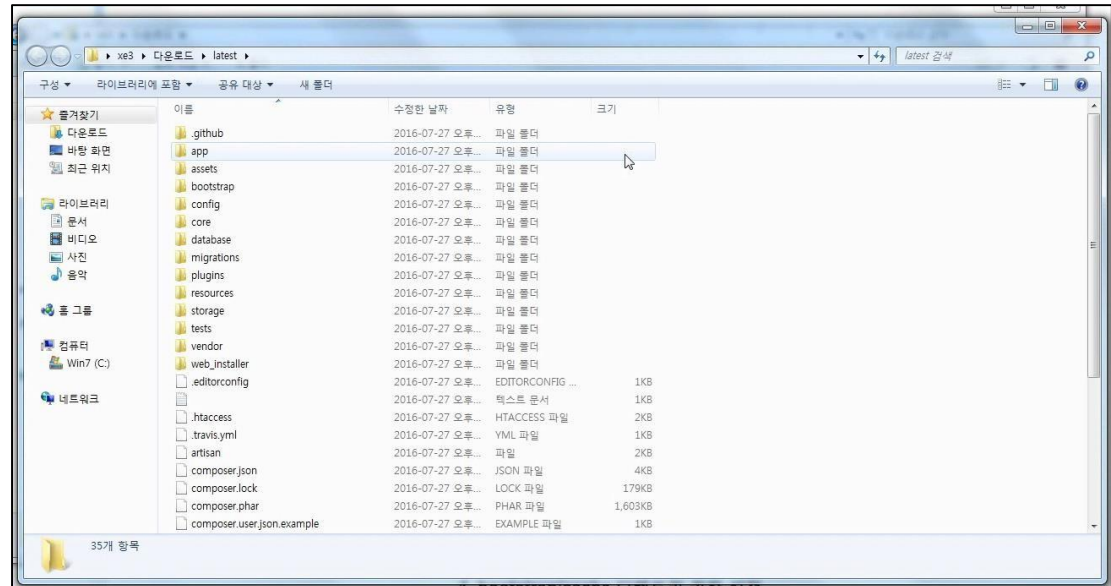 xe3 ▸ 다운로드 ▸ latest ▸
latest 검색
구성 ▼ 라이브러리에 포함 ▼ 공유 대상 ▼ 새 폴더
즐겨찾기
다운로드
바탕 화면
최근 위치
라이브러리
문서
비디오
사진
음악
홈 그룹
컴퓨터
Win7 (C:)
네트워크
이름 수정한 날짜 유형 크기
.github 2016-07-27 오후... 파일 폴더
app 2016-07-27 오후... 파일 폴더
assets 2016-07-27 오후... 파일 폴더
bootstrap 2016-07-27 오후... 파일 폴더
config 2016-07-27 오후... 파일 폴더
core 2016-07-27 오후... 파일 폴더
database 2016-07-27 오후... 파일 폴더
migrations 2016-07-27 오후... 파일 폴더
plugins 2016-07-27 오후... 파일 폴더
resources 2016-07-27 오후... 파일 폴더
storage 2016-07-27 오후... 파일 폴더
tests 2016-07-27 오후... 파일 폴더
vendor 2016-07-27 오후... 파일 폴더
web_installer 2016-07-27 오후... 파일 폴더
.editorconfig 2016-07-27 오후... EDITORCONFIG ... 1KB
2016-07-27 오후... 텍스트 문서 1KB
.htaccess 2016-07-27 오후... HTACCESS 파일 2KB
.travis.yml 2016-07-27 오후... YML 파일 1KB
artisan 2016-07-27 오후... 파일 2KB
composer.json 2016-07-27 오후... JSON 파일 4KB
composer.lock 2016-07-27 오후... LOCK 파일 179KB
composer.phar 2016-07-27 오후... PHAR 파일 1,603KB
composer.user.json.example 2016-07-27 오후... EXAMPLE 파일 1KB
35개 항목